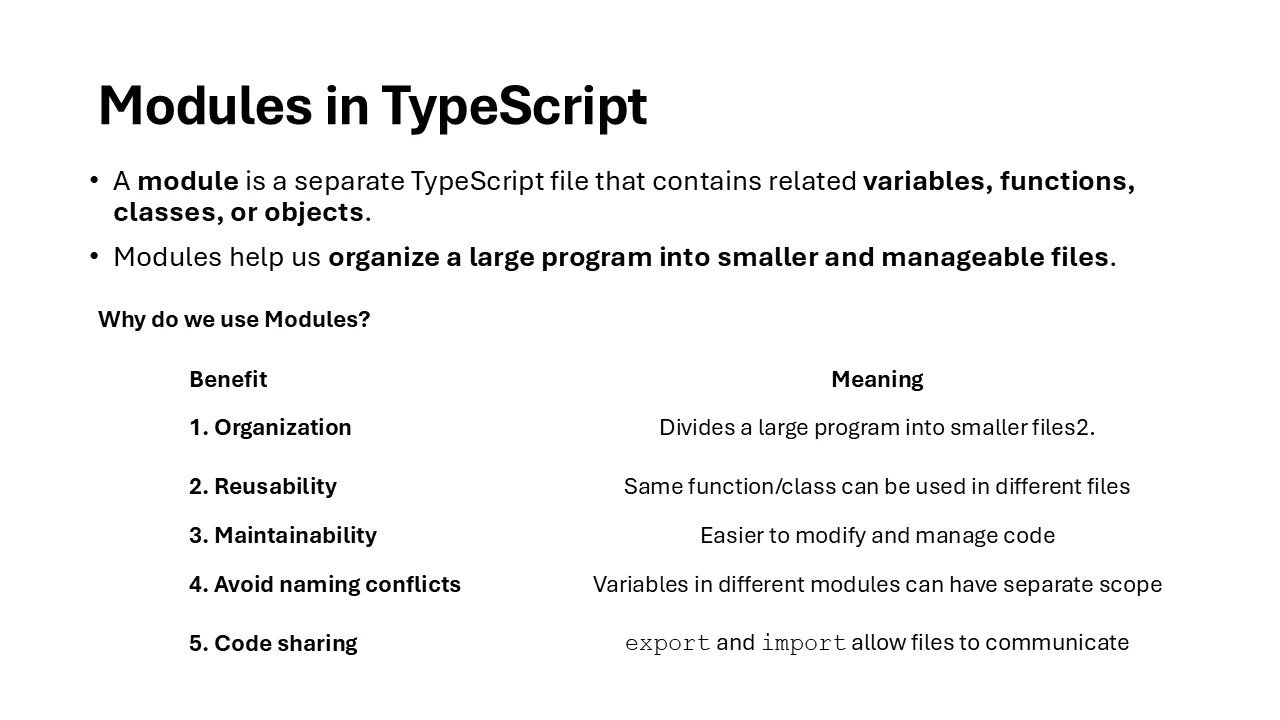 Modules in TypeScript
• A module is a separate TypeScript file that contains related variables, functions,
classes, or objects.
• Modules help us organize a large program into smaller and manageable files.
Why do we use Modules?
Benefit Meaning
1. Organization Divides a large program into smaller files2.
2. Reusability Same function/class can be used in different files
3. Maintainability Easier to modify and manage code
4. Avoid naming conflicts Variables in different modules can have separate scope
5. Code sharing export and import allow files to communicate